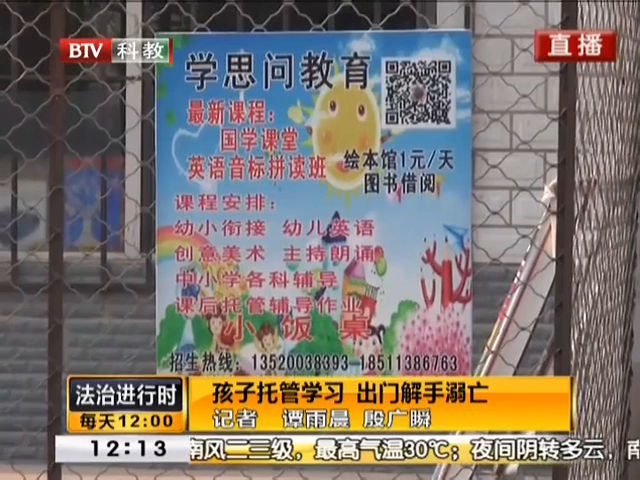 BTV 科教
直播
学思问教育
最新课程：
国学课堂
英语音标拼读班
绘本馆1元/天
图书借阅
课程安排：
幼小衔接 幼儿英语
创意美术 主持朗诵
中小学各科辅导
课后托管辅导作业
小饭桌
招生热线：13520038393 18511386763
法治进行时
每天12:00
孩子托管学习 出门解手溺亡
记者 谭雨晨 殷广瞬
12:13
南风二三级，最高气温30℃；夜间阴转多云，南